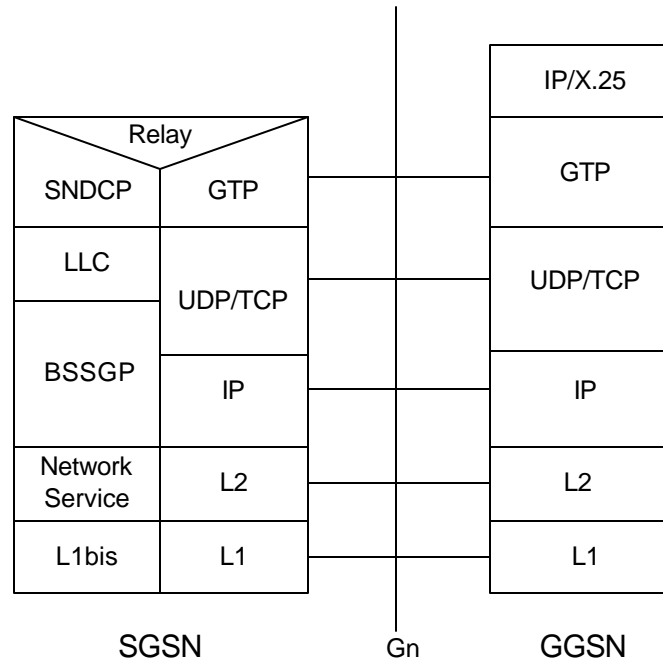 IP/X.25
Relay
SNDCP
GTP
GTP
LLC
UDP/TCP
UDP/TCP
BSSGP
IP
IP
Network
Service
L2
L2
L1bis
L1
L1
SGSN
Gn
GGSN